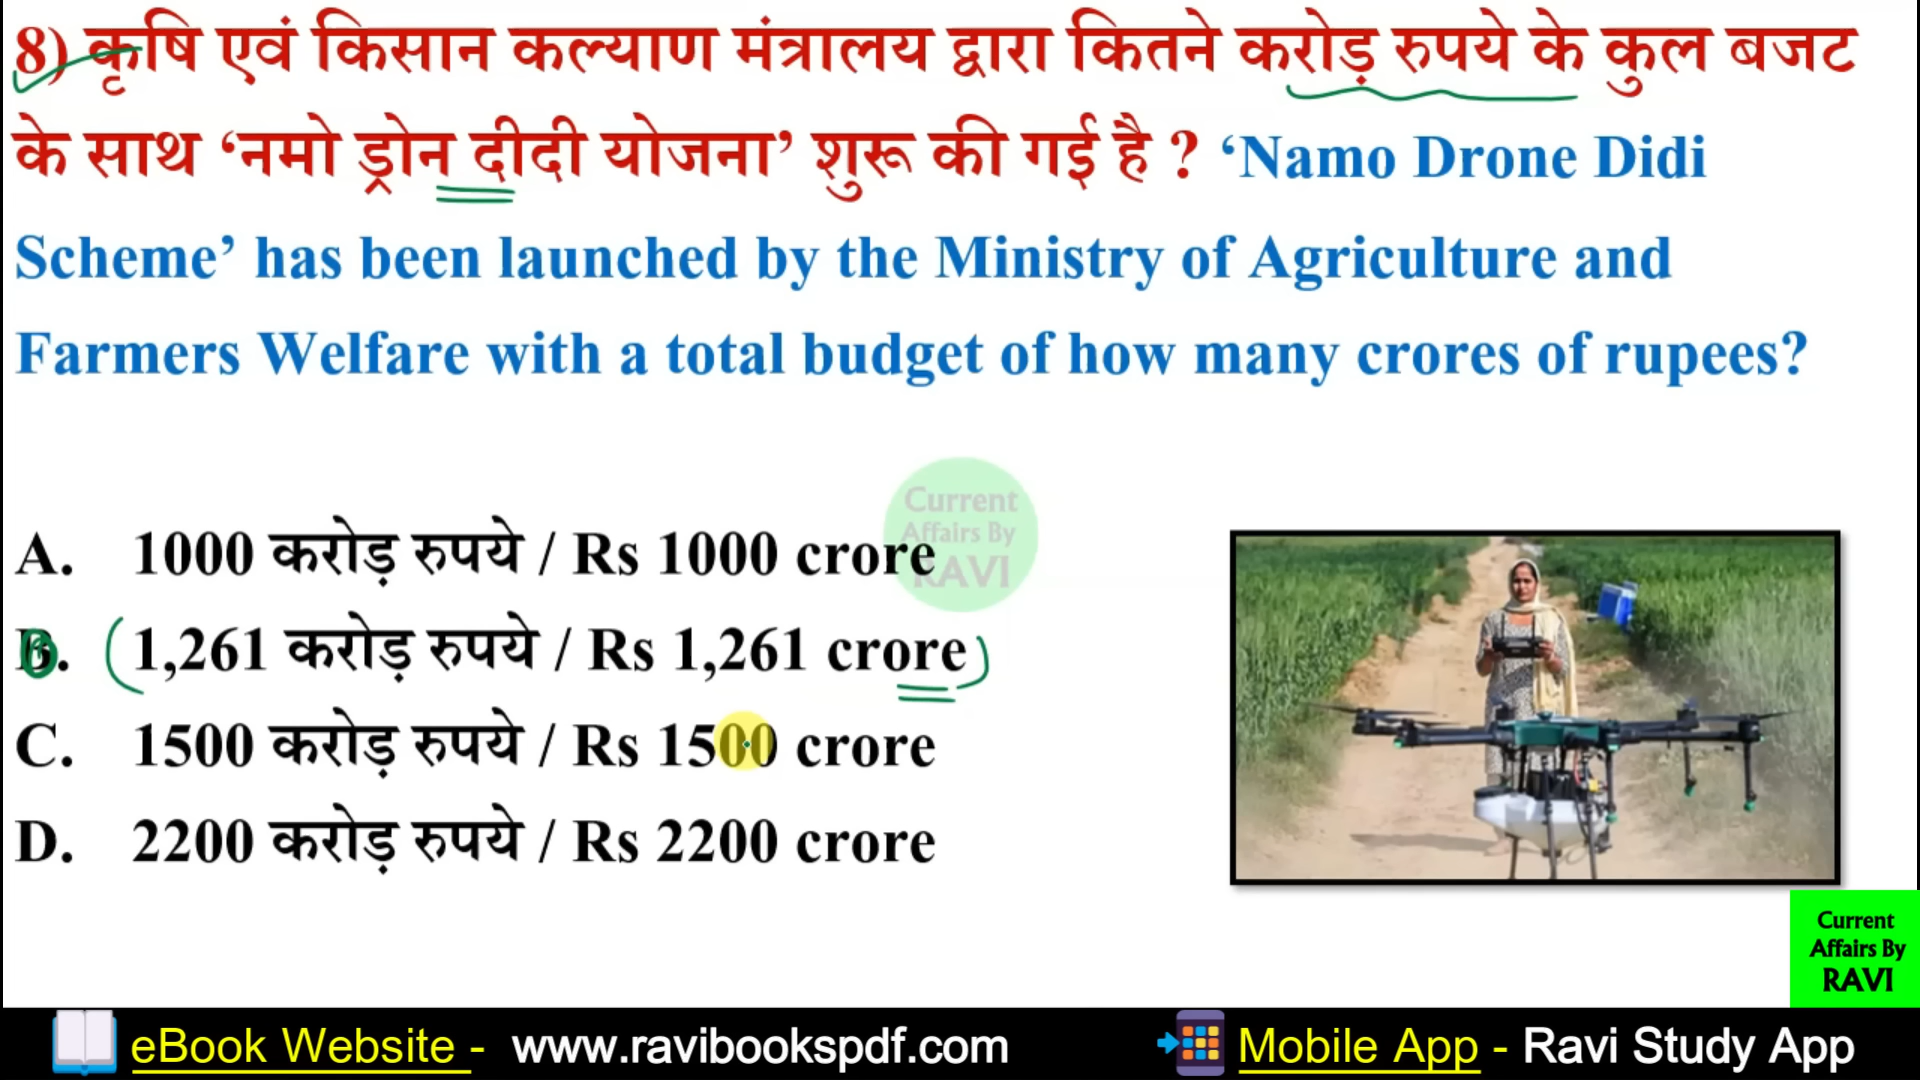 8) कृषि एवं किसान कल्याण मंत्रालय द्वारा कितने करोड़ रुपये के कुल बजट
के साथ ‘नमो ड्रोन दीदी योजना’ शुरू की गई है ? ‘Namo Drone Didi
Scheme’ has been launched by the Ministry of Agriculture and
Farmers Welfare with a total budget of how many crores of rupees?
Current
Affairs By
RAVI
A. 1000 करोड़ रुपये / Rs 1000 crore
B. 1,261 करोड़ रुपये / Rs 1,261 crore
C. 1500 करोड़ रुपये / Rs 1500 crore
D. 2200 करोड़ रुपये / Rs 2200 crore
Current
Affairs By
RAVI
eBook Website - www.ravibookspdf.com Mobile App - Ravi Study App